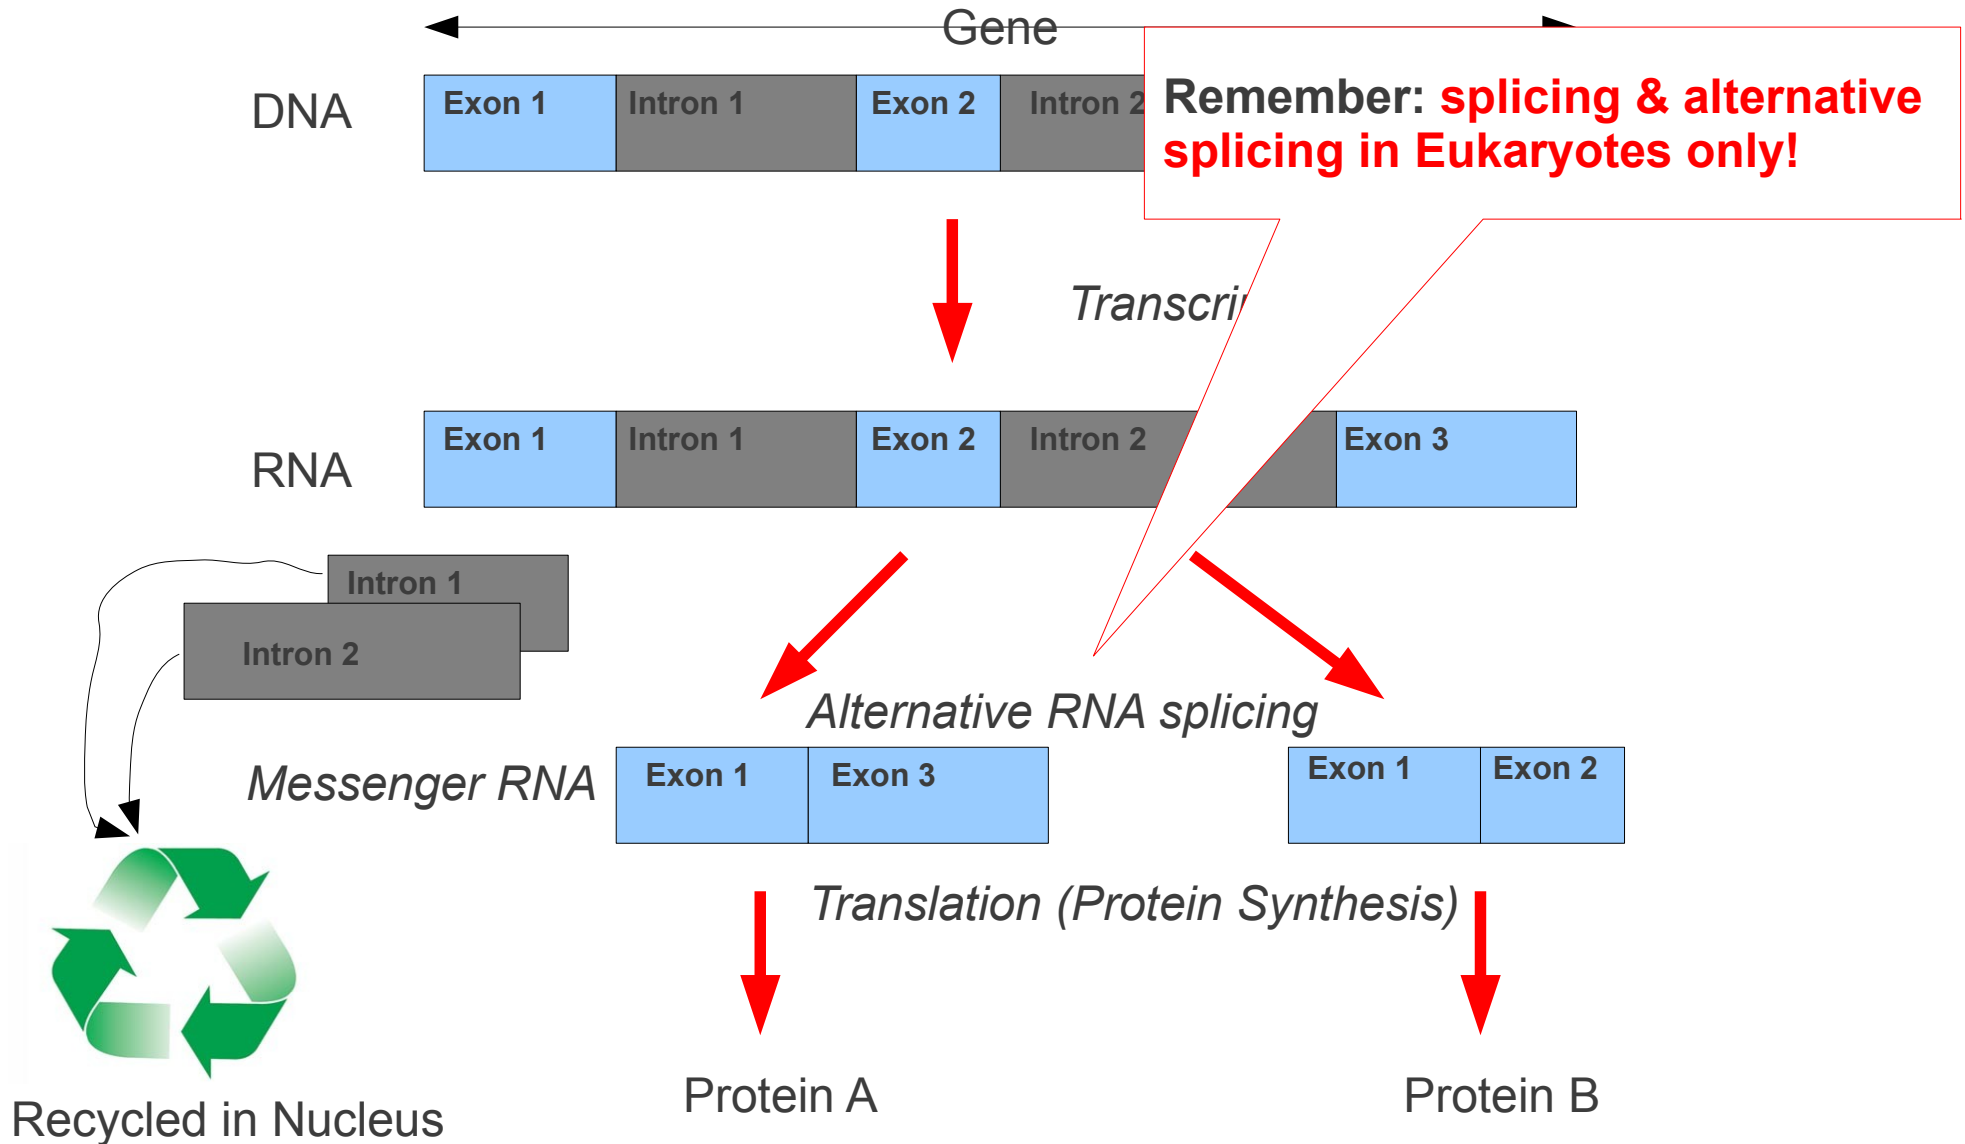 Gene
DNA
Exon 1 Intron 1 Exon 2 Intron 2
Remember: splicing & alternative
splicing in Eukaryotes only!
RNA
Exon 1 Intron 1 Exon 2 Intron 2 Exon 3
Intron 1
Intron 2
Alternative RNA splicing
Messenger RNA
Exon 1 Exon 3
Exon 1 Exon 2
Translation (Protein Synthesis)
Protein A
Protein B
Recycled in Nucleus